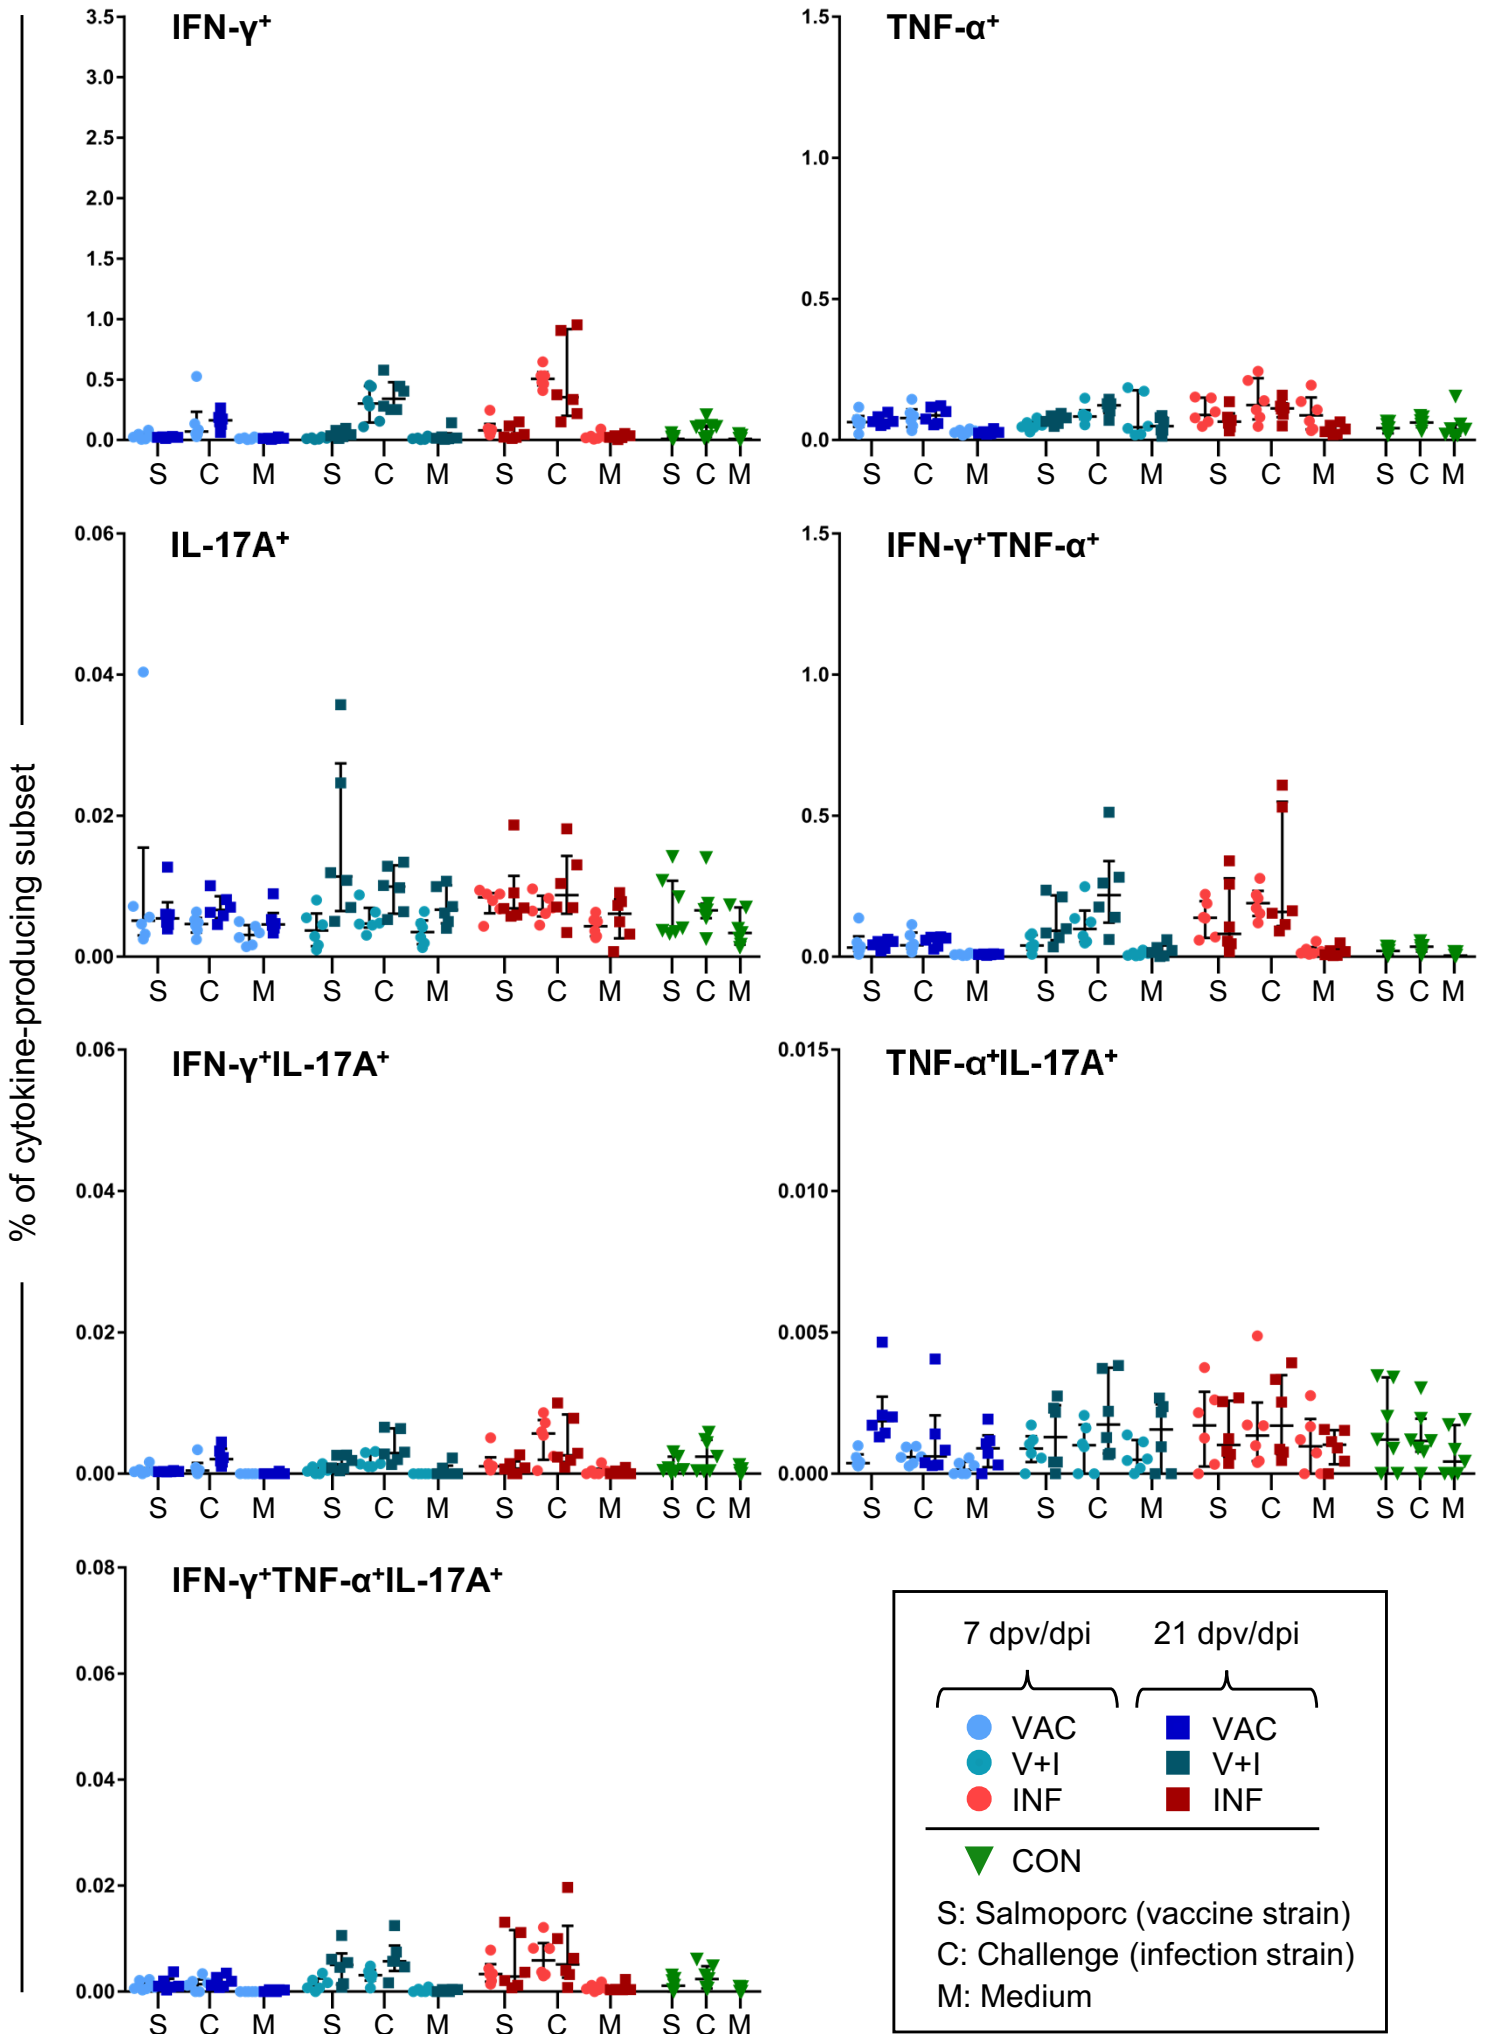 % of cytokine-producing subset
IFN-γ⁺
3.5
3.0
2.5
2.0
1.5
1.0
0.5
0.0
S C M S C M S C M S C M
TNF-α⁺
1.5
1.0
0.5
0.0
S C M S C M S C M S C M
IL-17A⁺
0.06
0.04
0.02
0.00
S C M S C M S C M S C M
IFN-γ⁺TNF-α⁺
1.5
1.0
0.5
0.0
S C M S C M S C M S C M
IFN-γ⁺IL-17A⁺
0.06
0.04
0.02
0.00
S C M S C M S C M S C M
TNF-α⁺IL-17A⁺
0.015
0.010
0.005
0.000
S C M S C M S C M S C M
IFN-γ⁺TNF-α⁺IL-17A⁺
0.08
0.06
0.04
0.02
0.00
S C M S C M S C M S C M
7 dpv/dpi 21 dpv/dpi
VAC VAC
V+I V+I
INF INF
CON
S: Salmoporc (vaccine strain)
C: Challenge (infection strain)
M: Medium